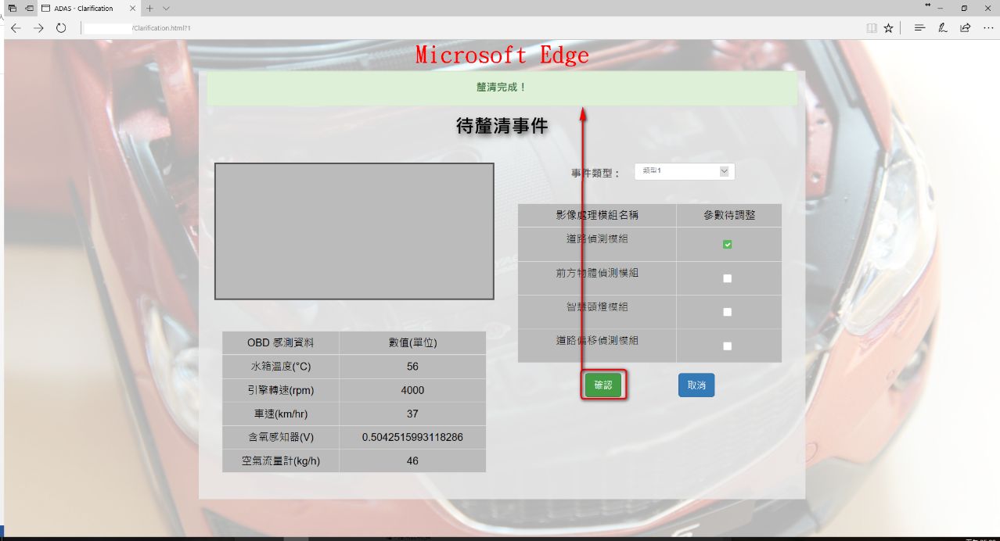 ADAS - Clarification
/Clarification.html?1
Microsoft Edge
釐清完成！
待釐清事件
事件類型：
類型1
影像處理模組名稱 參數待調整
道路偵測模組
前方物體偵測模組
智慧頭燈模組
道路偏移偵測模組
確認 取消
OBD 感測資料 數值(單位)
水箱溫度(°C) 56
引擎轉速(rpm) 4000
車速(km/hr) 37
含氧感知器(V) 0.5042515993118286
空氣流量計(kg/h) 46